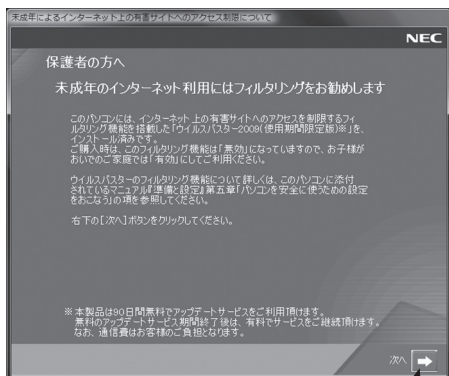 未成年によるインターネット上の有害サイトへのアクセス制限について
NEC
保護者の方へ
未成年のインターネット利用にはフィルタリングをお勧めします
このパソコンには、インターネット上の有害サイトへのアクセスを制限するフィ
ルタリング機能を搭載した「ウイルスバスター2009(使用期間限定版)※」を、
インストール済みです。
ご購入時は、このフィルタリング機能は「無効」になっていますので、お子様が
おいでのご家庭では「有効」にしてご利用ください。
ウイルスバスターのフィルタリング機能について詳しくは、このパソコンに添付
されているマニュアル『準備と設定』第五章「パソコンを安全に使うための設定
をおこなう」の項を参照してください。
右下の[次へ]ボタンをクリックしてください。
※本製品は90日間無料でアップデートサービスをご利用頂けます。
無料のアップデートサービス期間終了後は、有料でサービスをご継続頂けます。
なお、通信費はお客様のご負担となります。
次へ